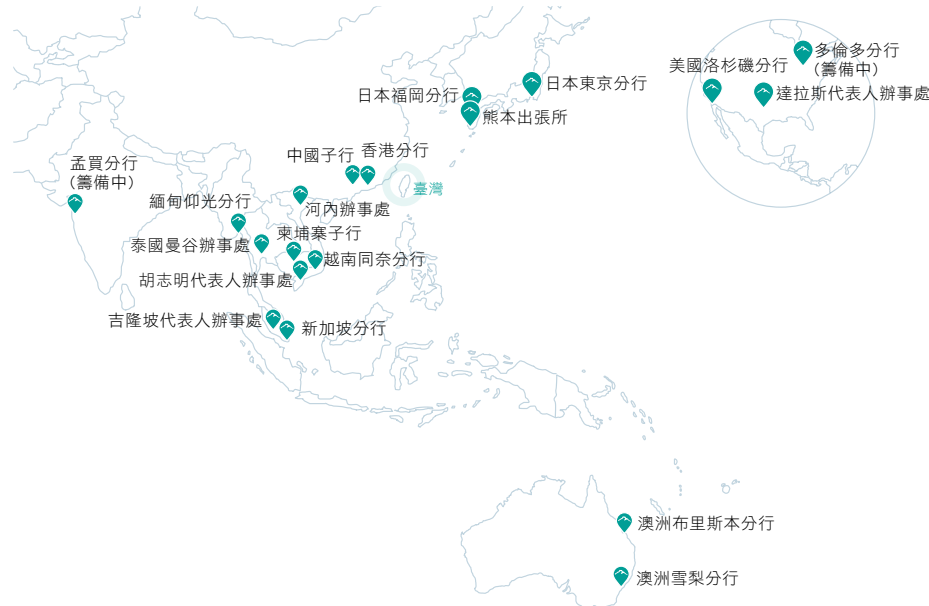 美國洛杉磯分行
多倫多分行
(籌備中)
達拉斯代表人辦事處
日本福岡分行
日本東京分行
熊本出張所
中國子行
香港分行
孟買分行
(籌備中)
臺灣
緬甸仰光分行
河內辦事處
泰國曼谷辦事處
柬埔寨子行
越南同奈分行
胡志明代表人辦事處
吉隆坡代表人辦事處
新加坡分行
澳洲布里斯本分行
澳洲雪梨分行